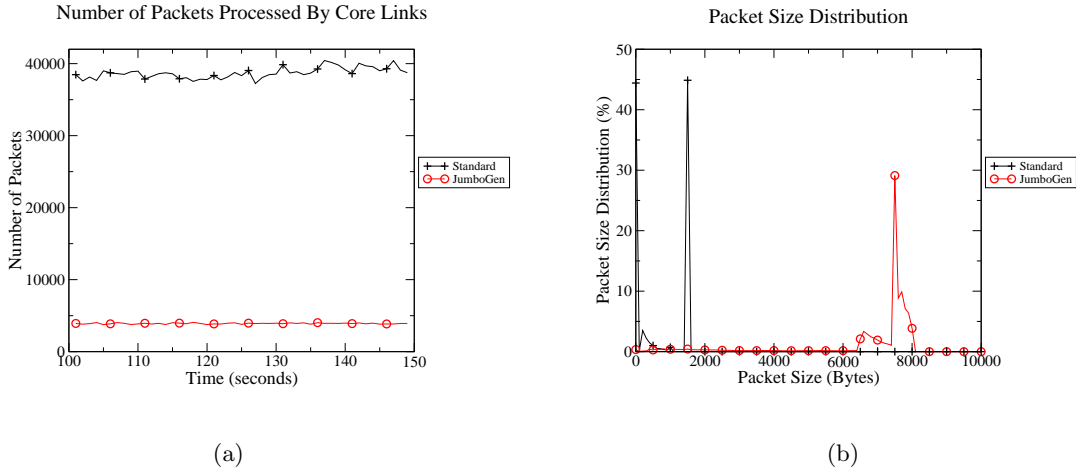 Number of Packets Processed By Core Links
40000
30000
20000
10000
0
100
110
120
130
140
150
Number of Packets
Time (seconds)
Standard
JumboGen
(a)
Packet Size Distribution
50
40
30
20
10
0
0
2000
4000
6000
8000
10000
Packet Size Distribution (%)
Packet Size (Bytes)
Standard
JumboGen
(b)